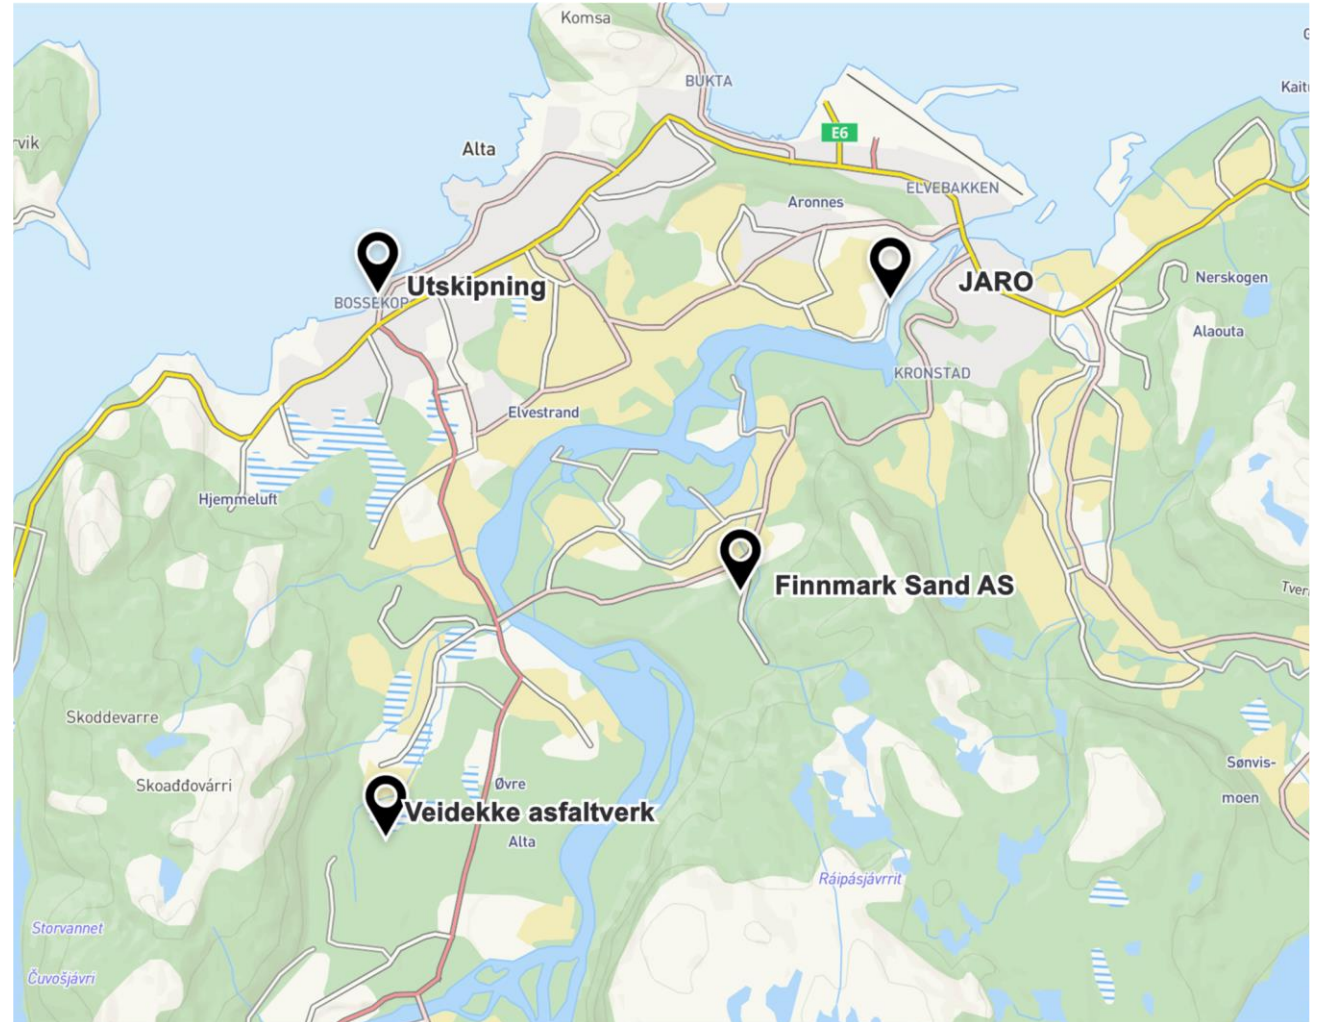 Komsa
BUKTA
Kait
rvik
E6
Alta
ELVEBAKKEN
Aronnes
Utskipning
BOSSEKOP
JARO
Nerskogen
Alaouta
KRONSTAD
Elvestrand
Hjemmeluft
Finnmark Sand AS
Tver
Skoddevarre
Skoađđovárri
Øvre
Alta
Veidekke asfaltverk
Sønvis-
moen
Ráipásjávrrit
Storvannet
Čuvošjávri